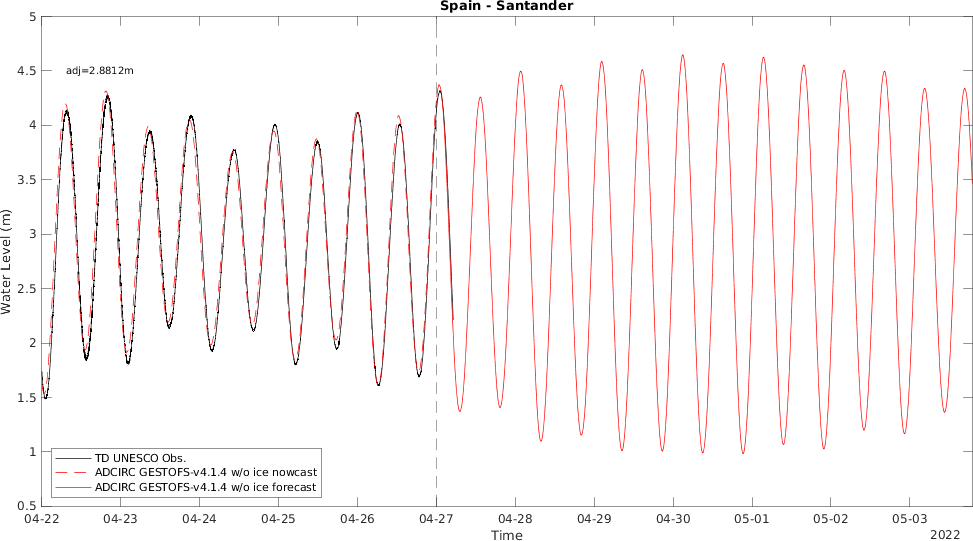 Spain - Santander
5
4.5
4
3.5
3
2.5
2
1.5
1
0.5
Water Level (m)
adj=2.8812m
TD UNESCO Obs.
ADCIRC GESTOFS-v4.1.4 w/o ice nowcast
ADCIRC GESTOFS-v4.1.4 w/o ice forecast
04-22 04-23 04-24 04-25 04-26 04-27 04-28 04-29 04-30 05-01 05-02 05-03
Time
2022